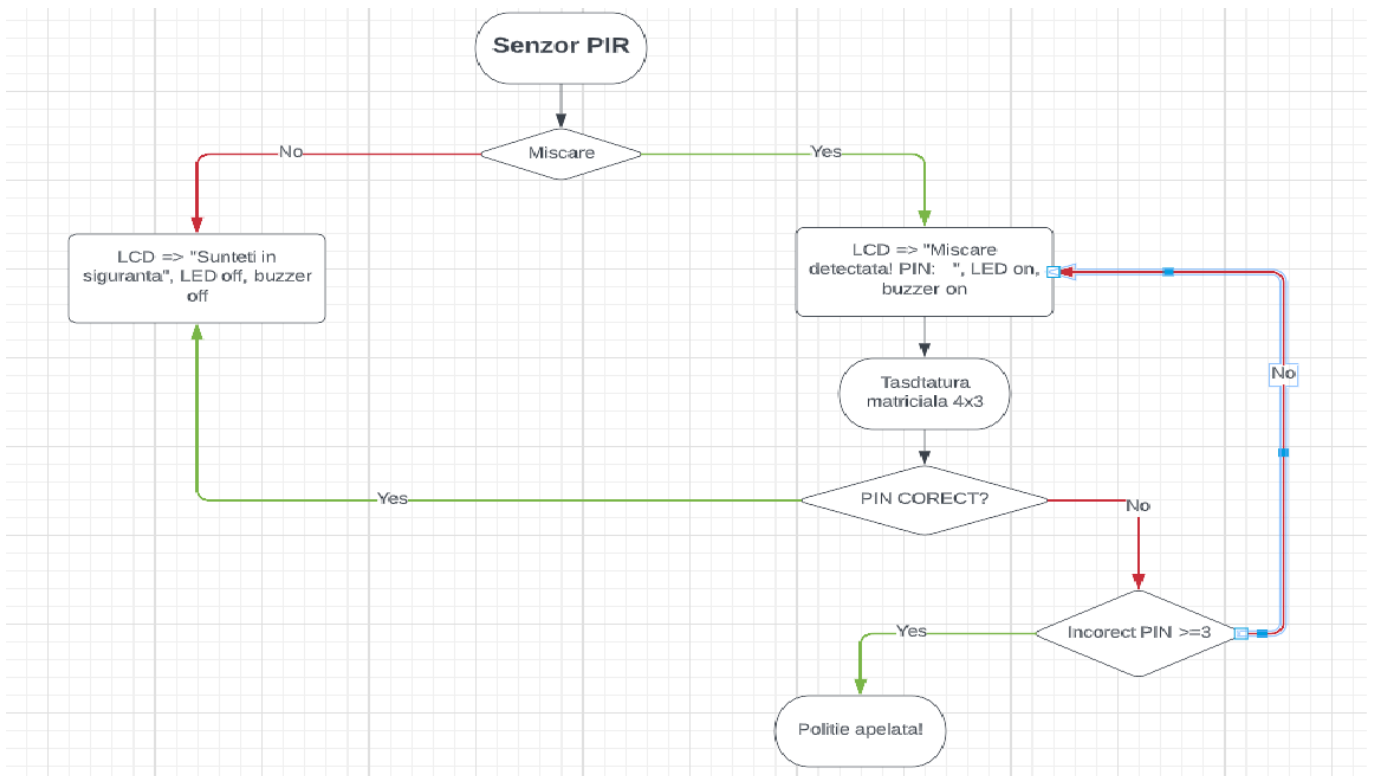 Senzor PIR
Miscare
No
Yes
LCD => "Sunteti in
siguranta", LED off, buzzer
off
LCD => "Miscare
detectata! PIN:    ", LED on,
buzzer on
No
Tasdtatura
matriciala 4x3
PIN CORECT?
Yes
No
Incorect PIN >=3
Yes
Politie apelata!